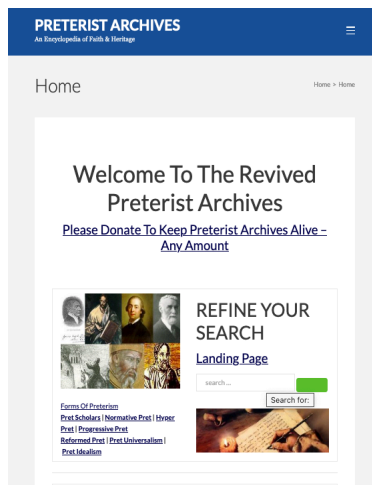 PRETERIST ARCHIVES
An Encyclopedia of Faith & Heritage
Home
Home > Home
Welcome To The Revived
Preterist Archives
Please Donate To Keep Preterist Archives Alive –
Any Amount
REFINE YOUR
SEARCH
Landing Page
search ...
Search for:
Forms Of Preterism
Pret Scholars | Normative Pret | Hyper
Pret | Progressive Pret
Reformed Pret | Pret Universalism |
Pret Idealism